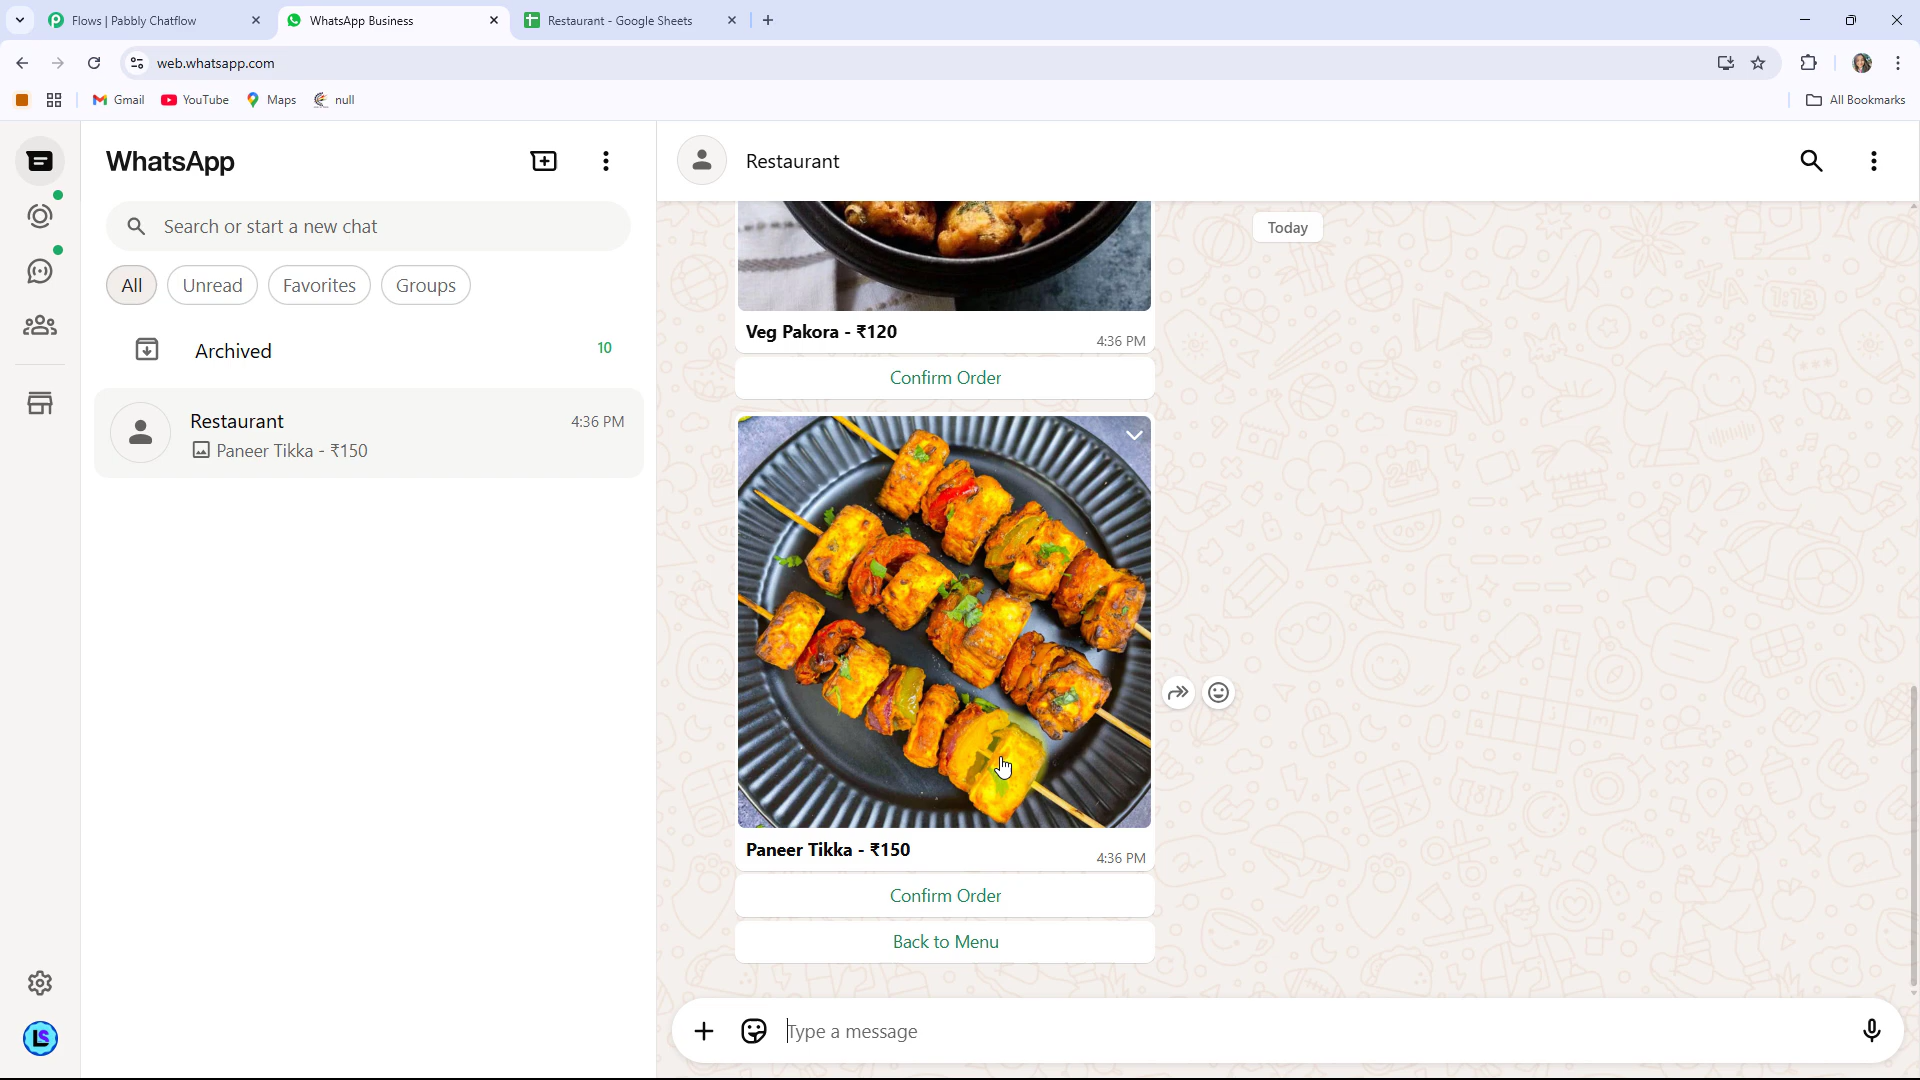 Flows | Pabbly Chatflow
WhatsApp Business
Restaurant - Google Sheets
web.whatsapp.com
Gmail
YouTube
Maps
null
All Bookmarks
WhatsApp
Search or start a new chat
All
Unread
Favorites
Groups
Archived
10
Restaurant
4:36 PM
Paneer Tikka - ₹150
LS
Restaurant
Today
Veg Pakora - ₹120
4:36 PM
Confirm Order
Paneer Tikka - ₹150
4:36 PM
Confirm Order
Back to Menu
Type a message